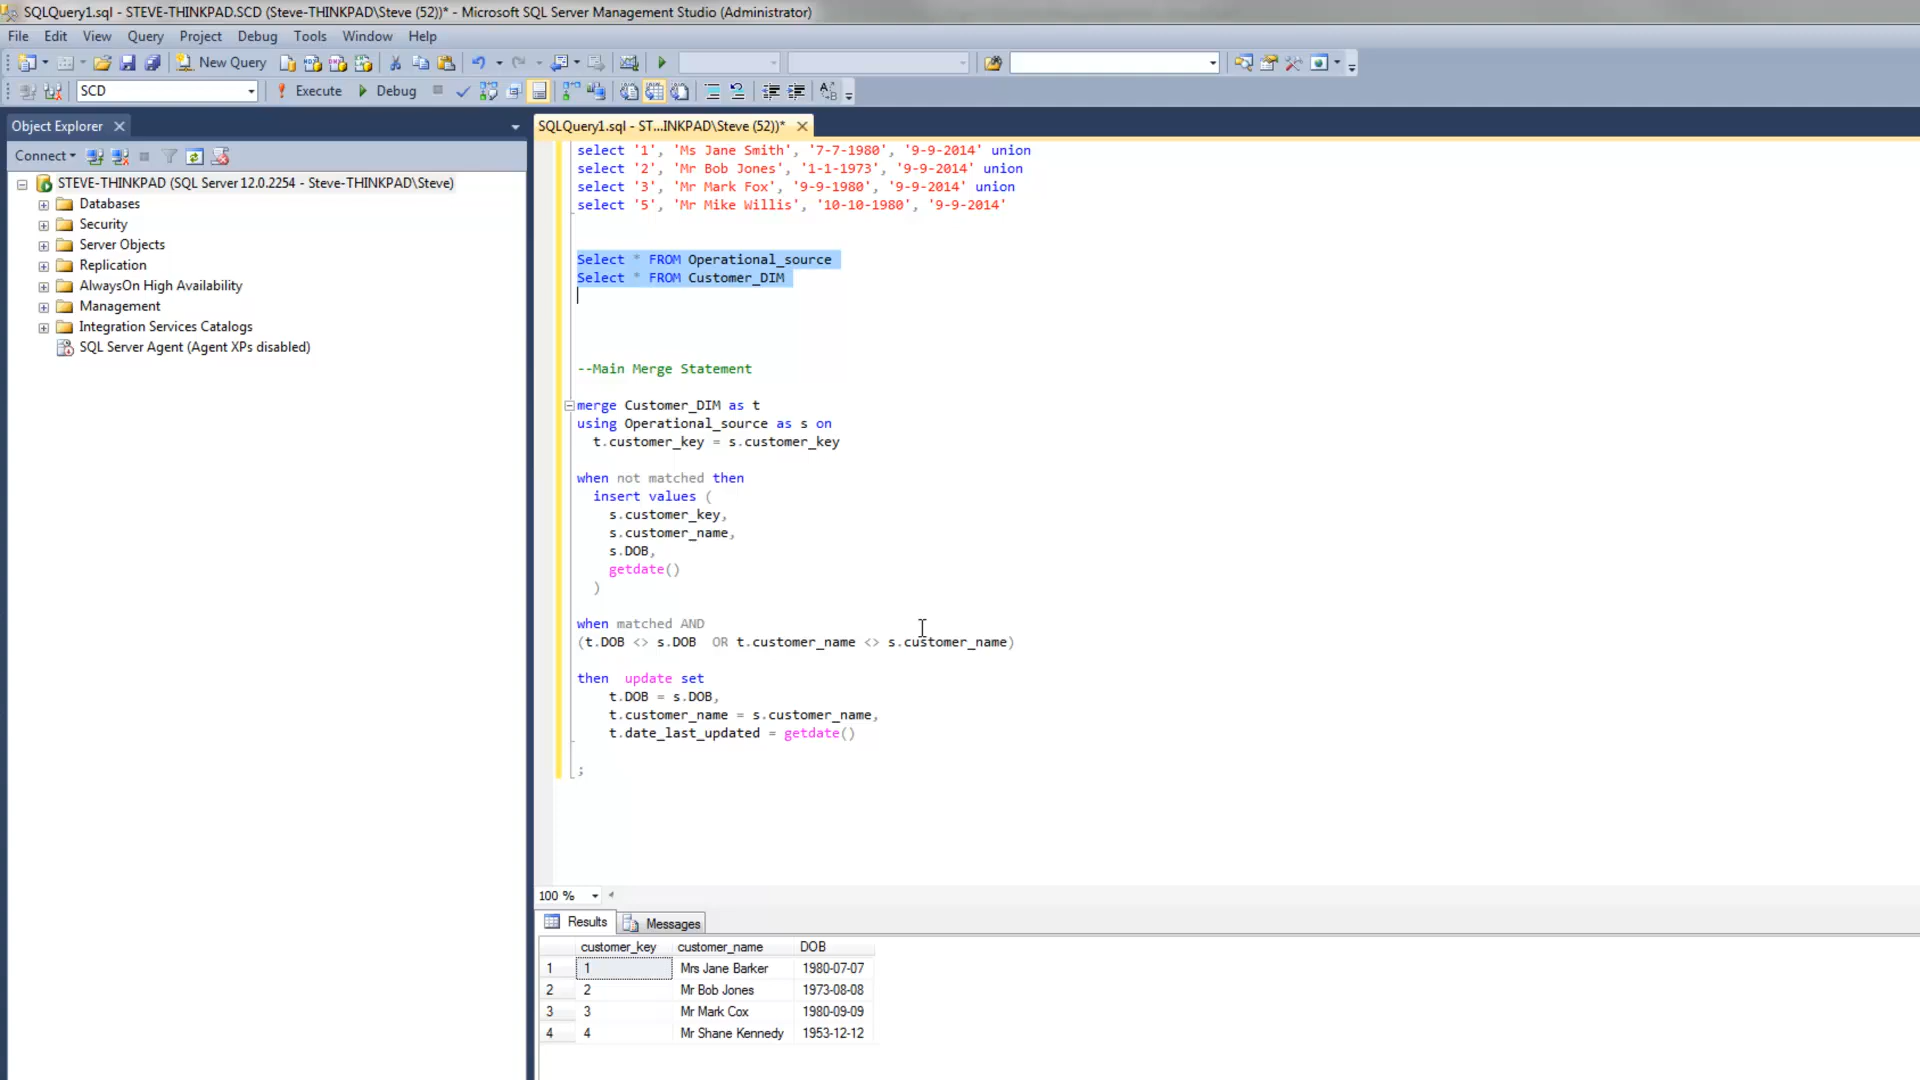 SQLQuery1.sql - STEVE-THINKPAD.SCD (Steve-THINKPAD\Steve (52))* - Microsoft SQL Server Management Studio (Administrator)
File Edit View Query Project Debug Tools Window Help
New Query
SCD Execute Debug
Object Explorer
SQLQuery1.sql - ST...INKPAD\Steve (52))*
Connect
STEVE-THINKPAD (SQL Server 12.0.2254 - Steve-THINKPAD\Steve)
Databases
Security
Server Objects
Replication
AlwaysOn High Availability
Management
Integration Services Catalogs
SQL Server Agent (Agent XPs disabled)
select '1', 'Ms Jane Smith', '7-7-1980', '9-9-2014' union
select '2', 'Mr Bob Jones', '1-1-1973', '9-9-2014' union
select '3', 'Mr Mark Fox', '9-9-1980', '9-9-2014' union
select '5', 'Mr Mike Willis', '10-10-1980', '9-9-2014'
Select * FROM Operational_source
Select * FROM Customer_DIM
--Main Merge Statement
merge Customer_DIM as t
using Operational_source as s on
t.customer_key = s.customer_key
when not matched then
insert values (
s.customer_key,
s.customer_name,
s.DOB,
getdate()
)
when matched AND
(t.DOB <> s.DOB OR t.customer_name <> s.customer_name)
then update set
t.DOB = s.DOB,
t.customer_name = s.customer_name,
t.date_last_updated = getdate()
;
100 %
Results Messages
customer_key customer_name DOB
1 1 Mrs Jane Barker 1980-07-07
2 2 Mr Bob Jones 1973-08-08
3 3 Mr Mark Cox 1980-09-09
4 4 Mr Shane Kennedy 1953-12-12